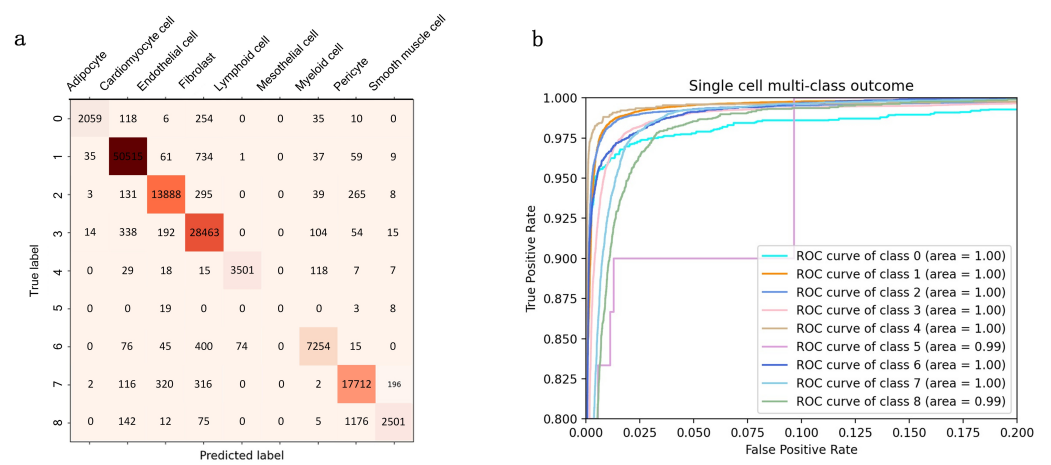 a
Adipocyte
Cardiomyocyte cell
Endothelial cell
Fibrolast
Lymphoid cell
Mesothelial cell
Myeloid cell
Pericyte
Smooth muscle cell
True label
0 2059 118 6 254 0 0 35 10 0
1 35 50515 61 734 1 0 37 59 9
2 3 131 13888 295 0 0 39 265 8
3 14 338 192 28463 0 0 104 54 15
4 0 29 18 15 3501 0 118 7 7
5 0 0 19 0 0 0 0 3 8
6 0 76 45 400 74 0 7254 15 0
7 2 116 320 316 0 0 2 17712 196
8 0 142 12 75 0 0 5 1176 2501
Predicted label
b
Single cell multi-class outcome
True Positive Rate
1.000
0.975
0.950
0.925
0.900
0.875
0.850
0.825
0.800
ROC curve of class 0 (area = 1.00)
ROC curve of class 1 (area = 1.00)
ROC curve of class 2 (area = 1.00)
ROC curve of class 3 (area = 1.00)
ROC curve of class 4 (area = 1.00)
ROC curve of class 5 (area = 0.99)
ROC curve of class 6 (area = 1.00)
ROC curve of class 7 (area = 1.00)
ROC curve of class 8 (area = 0.99)
0.000 0.025 0.050 0.075 0.100 0.125 0.150 0.175 0.200
False Positive Rate